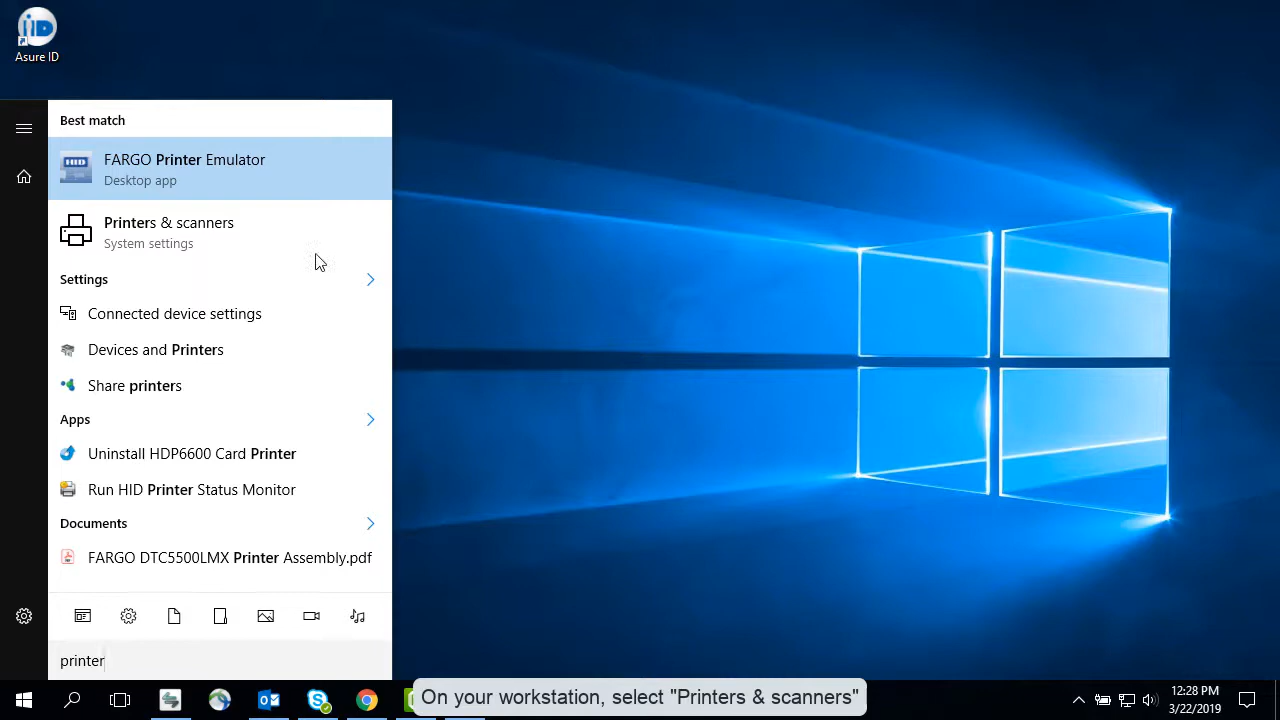 iD
Asure ID
Best match
HID
FARGO Printer Emulator
Desktop app
Printers & scanners
System settings
Settings
Connected device settings
Devices and Printers
Share printers
Apps
Uninstall HDP6600 Card Printer
Run HID Printer Status Monitor
Documents
FARGO DTC5500LMX Printer Assembly.pdf
printer
On your workstation, select "Printers & scanners"
12:28 PM
3/22/2019